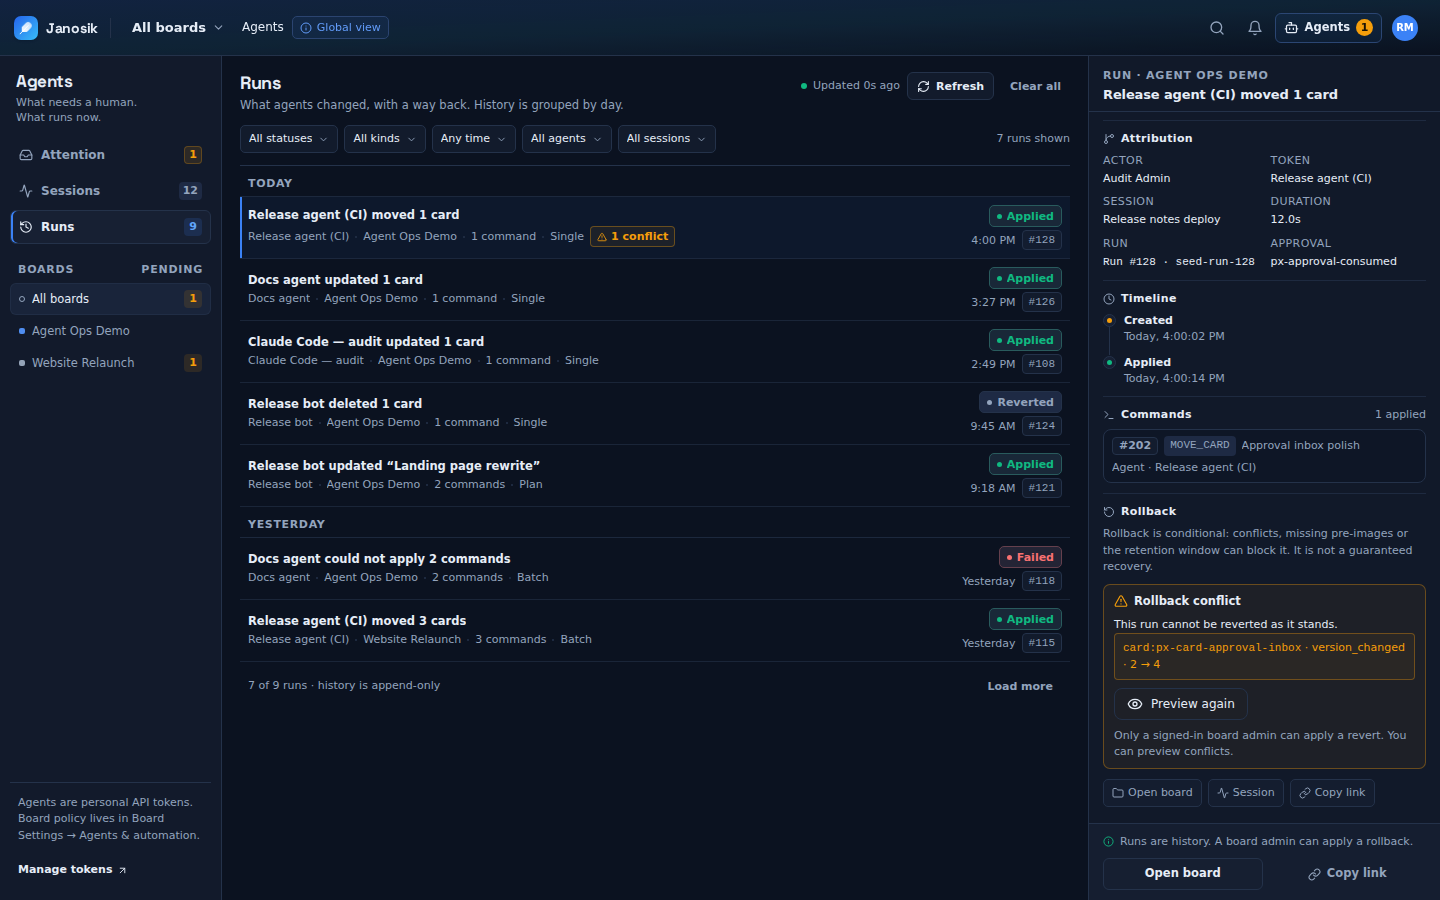 Janosik
All boards
Agents
Global view
Agents 1
RM
Agents
What needs a human.
What runs now.
Attention 1
Sessions 12
Runs 9
BOARDS PENDING
All boards 1
Agent Ops Demo
Website Relaunch 1
Agents are personal API tokens.
Board policy lives in Board
Settings → Agents & automation.
Manage tokens
Runs
What agents changed, with a way back. History is grouped by day.
Updated 0s ago
Refresh
Clear all
All statuses
All kinds
Any time
All agents
All sessions
7 runs shown
TODAY
Release agent (CI) moved 1 card
Applied
Release agent (CI) · Agent Ops Demo · 1 command · Single 1 conflict
4:00 PM #128
Docs agent updated 1 card
Applied
Docs agent · Agent Ops Demo · 1 command · Single
3:27 PM #126
Claude Code — audit updated 1 card
Applied
Claude Code — audit · Agent Ops Demo · 1 command · Single
2:49 PM #108
Release bot deleted 1 card
Reverted
Release bot · Agent Ops Demo · 1 command · Single
9:45 AM #124
Release bot updated “Landing page rewrite”
Applied
Release bot · Agent Ops Demo · 2 commands · Plan
9:18 AM #121
YESTERDAY
Docs agent could not apply 2 commands
Failed
Docs agent · Agent Ops Demo · 2 commands · Batch
Yesterday #118
Release agent (CI) moved 3 cards
Applied
Release agent (CI) · Website Relaunch · 3 commands · Batch
Yesterday #115
7 of 9 runs · history is append-only
Load more
RUN · AGENT OPS DEMO
Release agent (CI) moved 1 card
Attribution
ACTOR TOKEN
Audit Admin Release agent (CI)
SESSION DURATION
Release notes deploy 12.0s
RUN APPROVAL
Run #128 · seed-run-128 px-approval-consumed
Timeline
Created
Today, 4:00:02 PM
Applied
Today, 4:00:14 PM
Commands 1 applied
#202 MOVE_CARD Approval inbox polish
Agent · Release agent (CI)
Rollback
Rollback is conditional: conflicts, missing pre-images or
the retention window can block it. It is not a guaranteed
recovery.
Rollback conflict
This run cannot be reverted as it stands.
card:px-card-approval-inbox · version_changed
· 2 → 4
Preview again
Only a signed-in board admin can apply a revert. You
can preview conflicts.
Open board
Session
Copy link
Runs are history. A board admin can apply a rollback.
Open board
Copy link